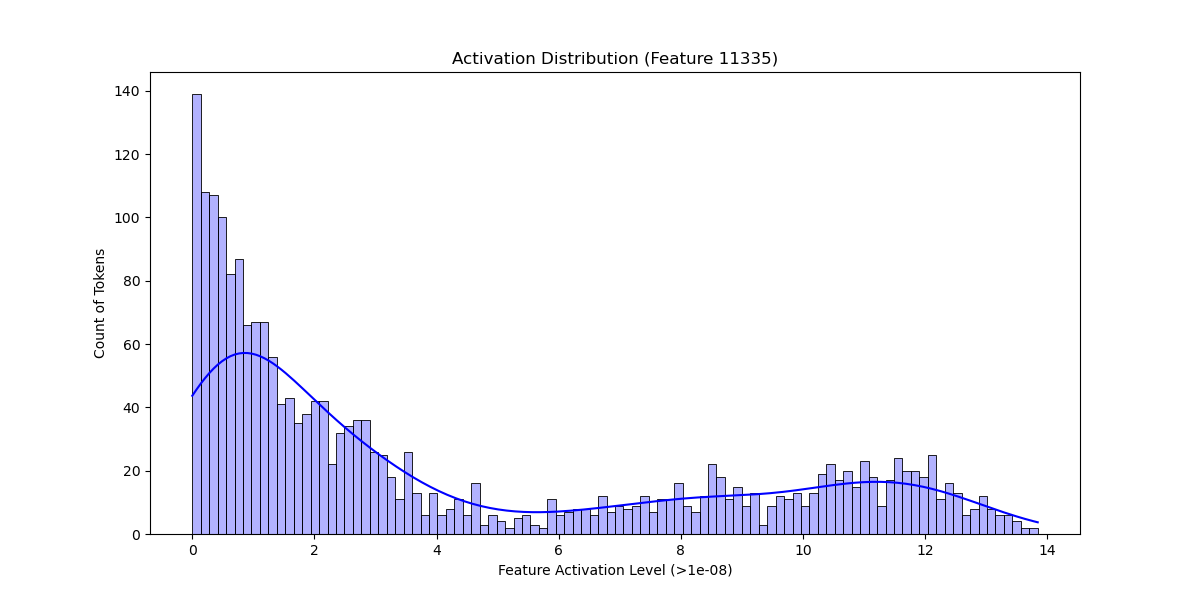 Activation Distribution (Feature 11335)
140
120
100
80
60
40
20
0
Count of Tokens
0 2 4 6 8 10 12 14
Feature Activation Level (>1e-08)